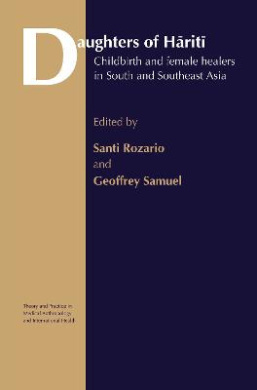 Daughters of Hāritī
Childbirth and female healers
in South and Southeast Asia
Edited by
Santi Rozario
and
Geoffrey Samuel
Theory and Practice in
Medical Anthropology
and International Health